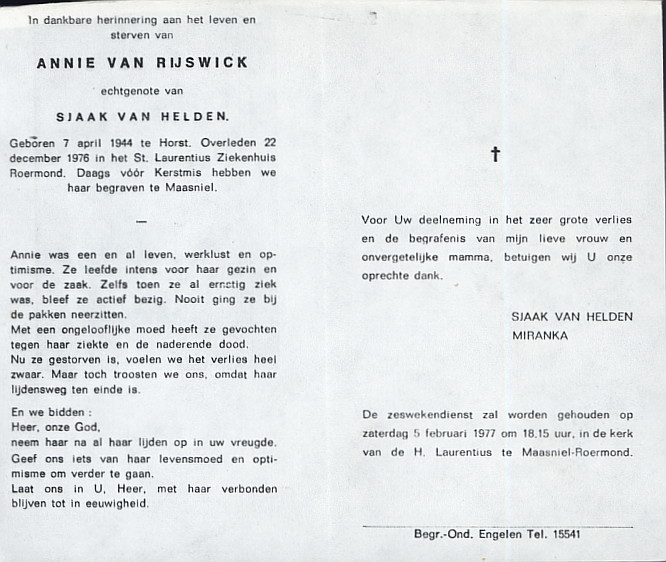 In dankbare herinnering aan het leven en
sterven van
ANNIE VAN RIJSWICK
echtgenote van
SJAAK VAN HELDEN.
Geboren 7 april 1944 te Horst. Overleden 22
december 1976 in het St. Laurentius Ziekenhuis
Roermond. Daags vóór Kerstmis hebben we
haar begraven te Maasniel.
—
Annie was een en al leven, werklust en op-
timisme. Ze leefde intens voor haar gezin en
voor de zaak. Zelfs toen ze al ernstig ziek
was, bleef ze actief bezig. Nooit ging ze bij
de pakken neerzitten.
Met een ongelooflijke moed heeft ze gevochten
tegen haar ziekte en de naderende dood.
Nu ze gestorven is, voelen we het verlies heel
zwaar. Maar toch troosten we ons, omdat haar
lijdensweg ten einde is.
En we bidden :
Heer, onze God,
neem haar na al haar lijden op in uw vreugde.
Geef ons iets van haar levensmoed en opti-
misme om verder te gaan.
Laat ons in U, Heer, met haar verbonden
blijven tot in eeuwigheid.
✝
Voor Uw deelneming in het zeer grote verlies
en de begrafenis van mijn lieve vrouw en
onvergetelijke mamma, betuigen wij U onze
oprechte dank.
SJAAK VAN HELDEN
MIRANKA
De zeswekendienst zal worden gehouden op
zaterdag 5 februari 1977 om 18,15 uur, in de kerk
van de H. Laurentius te Maasniel-Roermond.
Begr.-Ond. Engelen Tel. 15541